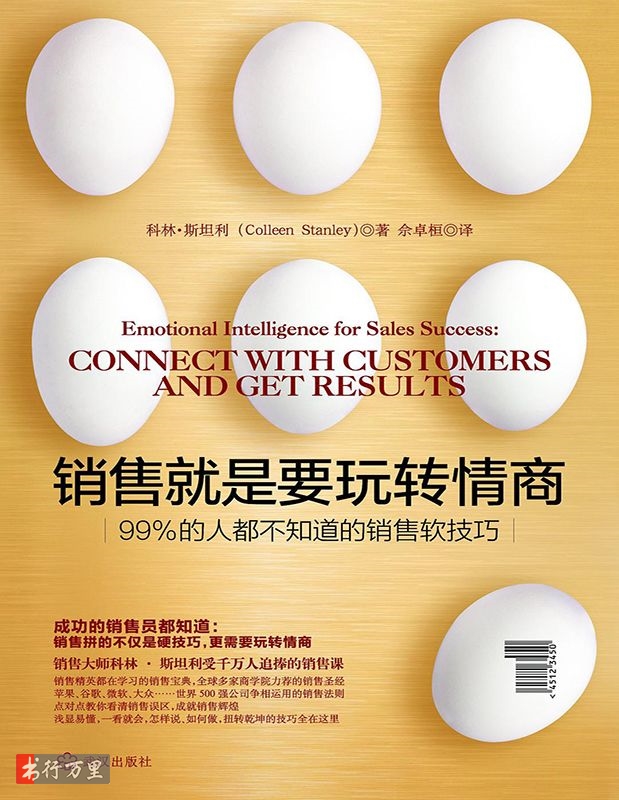 科林·斯坦利（Colleen Stanley）◎著 佘卓桓◎译
Emotional Intelligence for Sales Success:
CONNECT WITH CUSTOMERS
AND GET RESULTS
销售就是要玩转情商
99%的人都不知道的销售软技巧
成功的销售员都知道：
销售拼的不仅是硬技巧，更需要玩转情商
销售大师科林·斯坦利受千万人追捧的销售课
销售精英都在学习的销售宝典，全球多家商学院力荐的销售圣经
苹果、谷歌、微软、大众……世界500强公司争相运用的销售法则
点对点教你看清销售误区，成就销售辉煌
浅显易懂，一看就会，怎样说、如何做，扭转乾坤的技巧全在这里
<45123450
汉出版社
书行万里